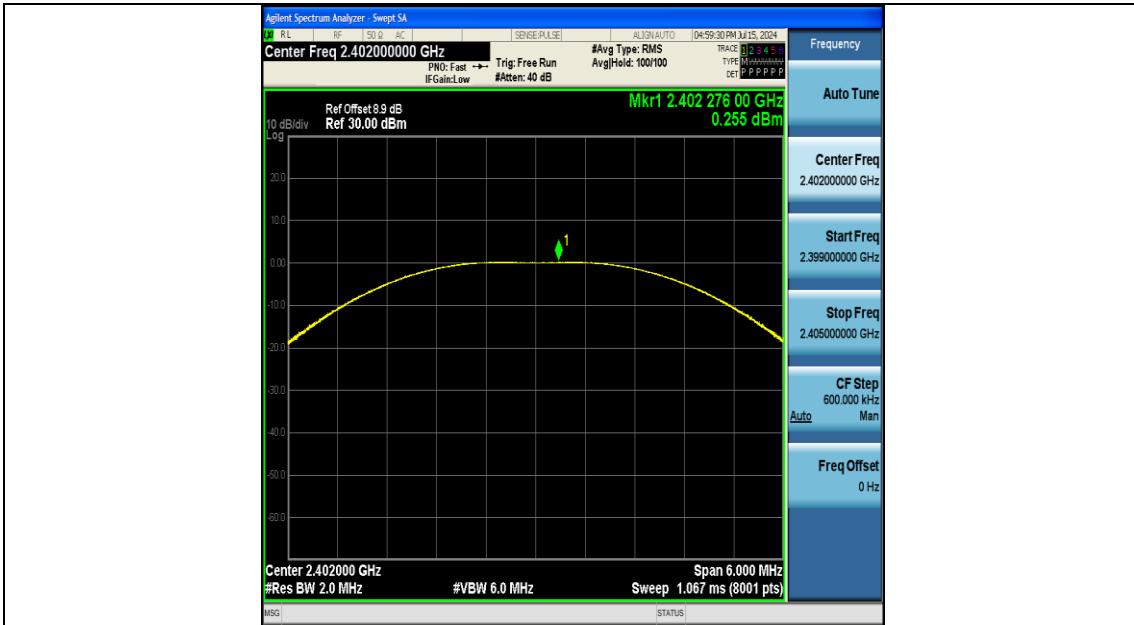 Agilent Spectrum Analyzer - Swept SA
RL RF 50 Ω AC SENSE:PULSE ALIGN AUTO 04:59:30 PM Jul 15, 2024
Center Freq 2.402000000 GHz
PNO: Fast
IFGain:Low
Trig: Free Run
#Atten: 40 dB
#Avg Type: RMS
Avg|Hold: 100/100
TRACE 1 2 3 4 5 6
TYPE
DET P P P P P P
Mkr1 2.402 276 00 GHz
0.255 dBm
Ref Offset 8.9 dB
10 dB/div Ref 30.00 dBm
Log
20.0
10.0
0.00
-10.0
-20.0
-30.0
-40.0
-50.0
-60.0
1
Center 2.402000 GHz Span 6.000 MHz
#Res BW 2.0 MHz #VBW 6.0 MHz Sweep 1.067 ms (8001 pts)
MSG STATUS
Frequency
Auto Tune
Center Freq
2.402000000 GHz
Start Freq
2.399000000 GHz
Stop Freq
2.405000000 GHz
CF Step
600.000 kHz
Auto Man
Freq Offset
0 Hz